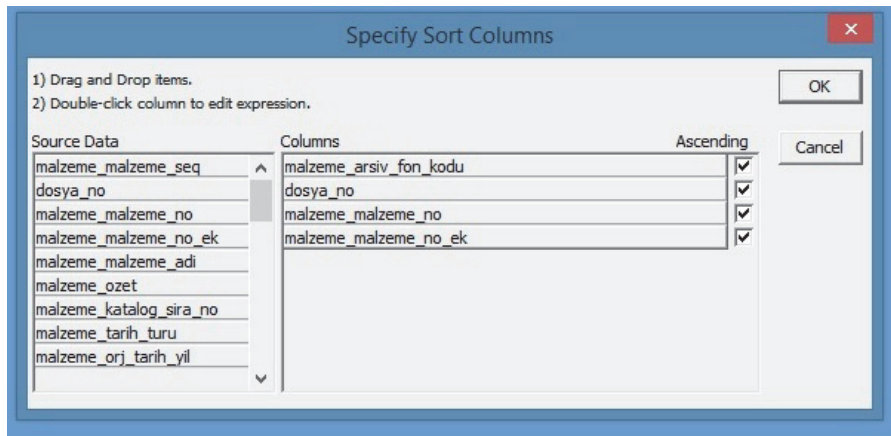 Specify Sort Columns
1) Drag and Drop items.
2) Double-click column to edit expression.
OK
Cancel
Source Data
malzeme_malzeme_seq
dosya_no
malzeme_malzeme_no
malzeme_malzeme_no_ek
malzeme_malzeme_adi
malzeme_ozet
malzeme_katalog_sira_no
malzeme_tarih_turu
malzeme_orj_tarih_yil
Columns Ascending
malzeme_arsiv_fon_kodu
dosya_no
malzeme_malzeme_no
malzeme_malzeme_no_ek